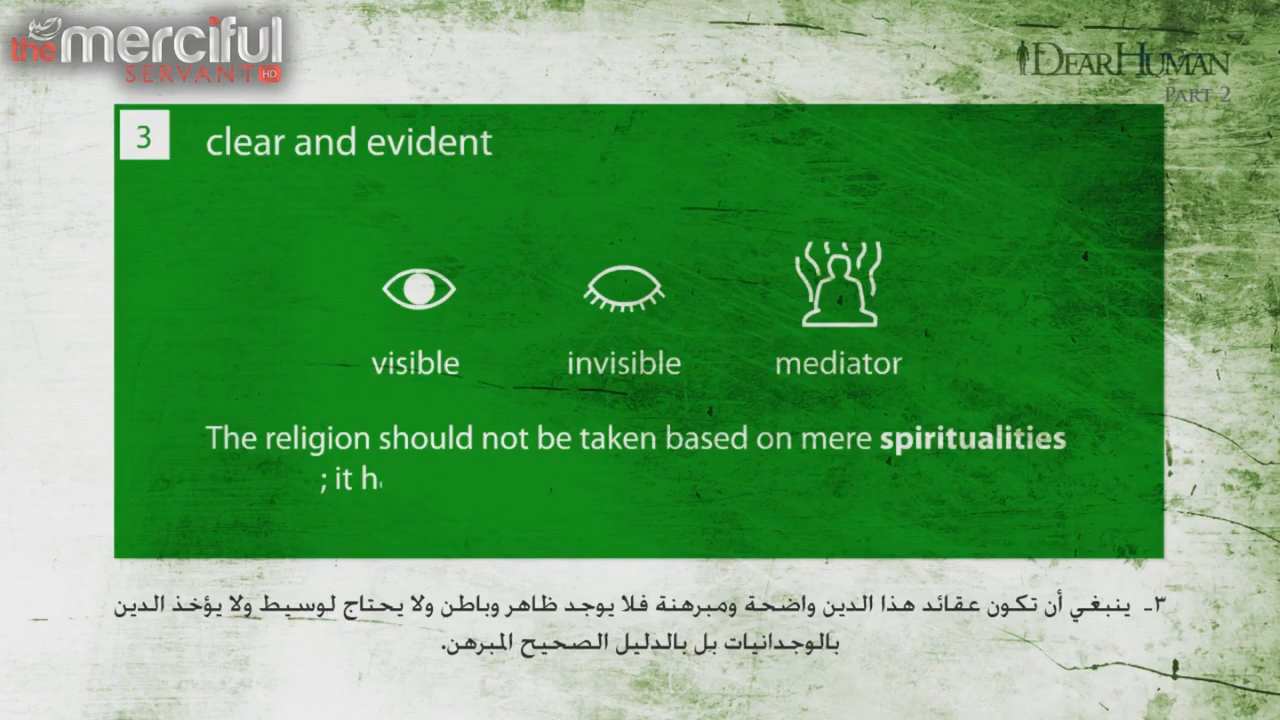 the merciful
SERVANT HD
DEARHUMAN
PART 2
3
clear and evident
visible
invisible
mediator
The religion should not be taken based on mere spiritualities
; it
٣- ينبغي أن تكون عقائد هذا الدين واضحة ومبرهنة فلا يوجد ظاهر وباطن ولا يحتاج لوسيط ولا يؤخذ الدين
بالوجدانيات بل بالدليل الصحيح المبرهن.